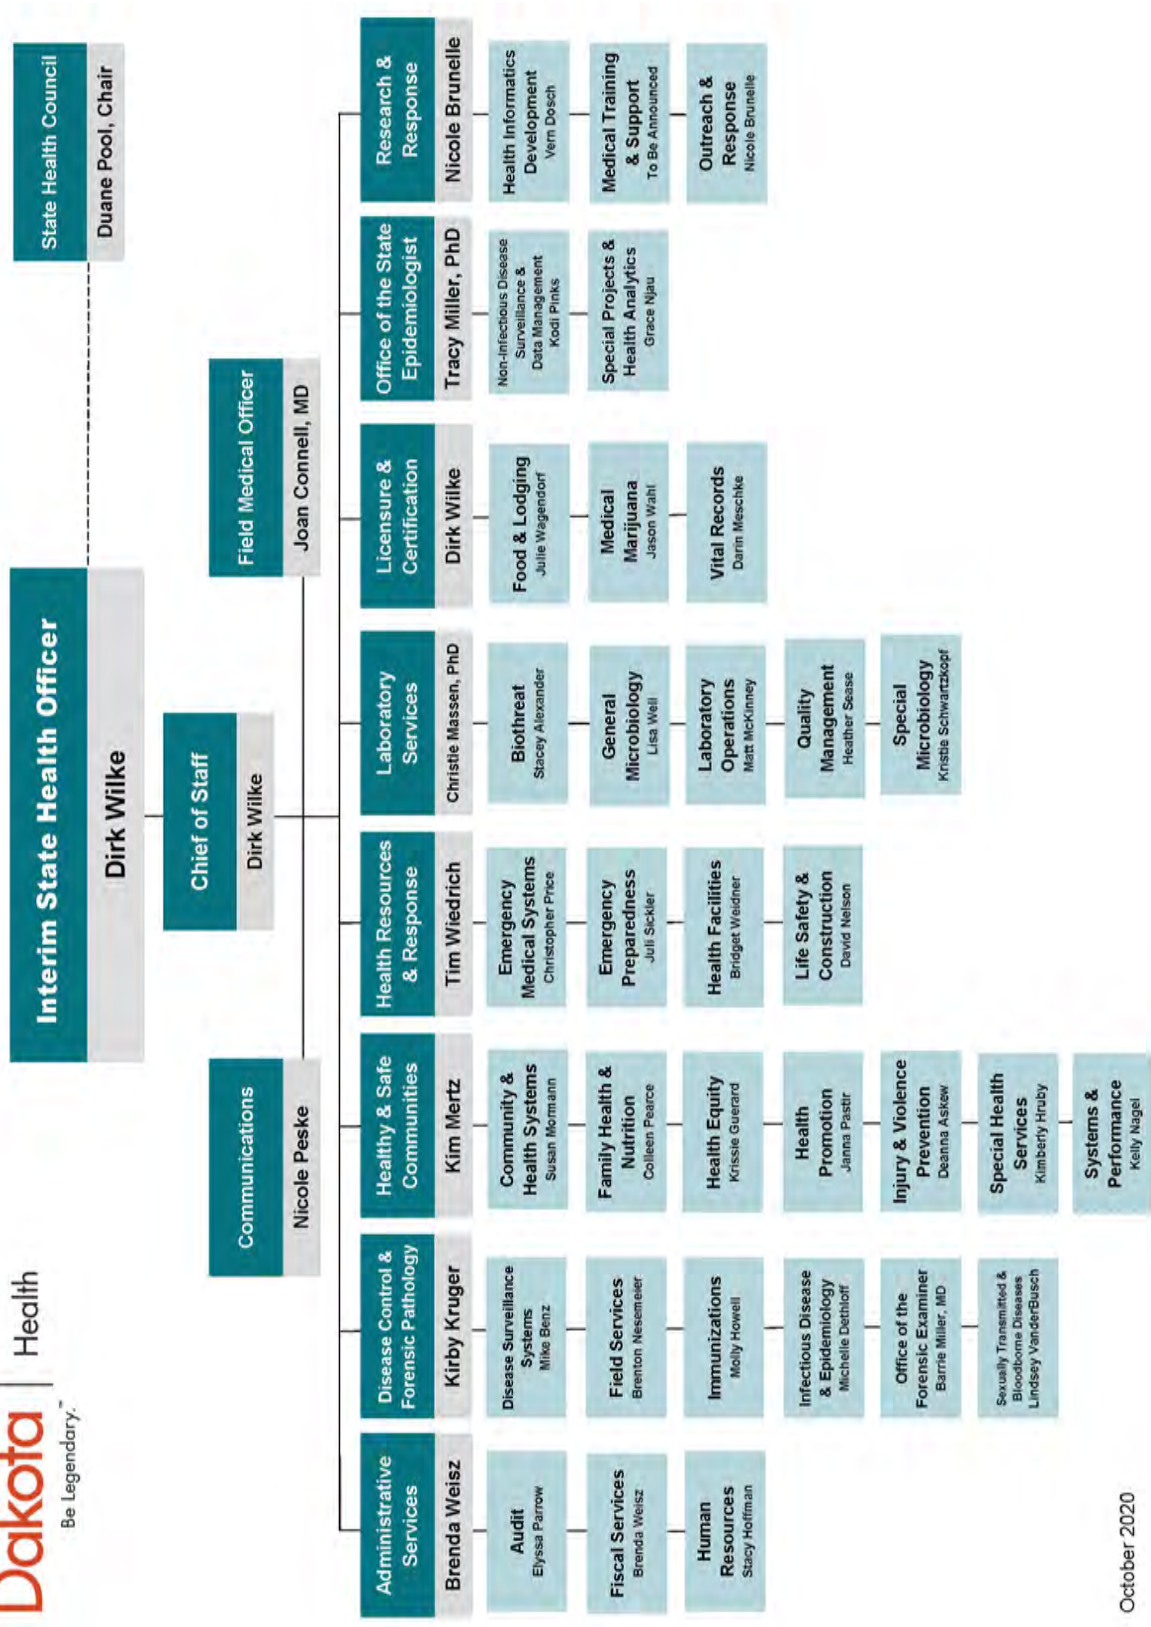 Dakota | Health
Be Legendary.™
Interim State Health Officer
Dirk Wilke
State Health Council
Duane Pool, Chair
Chief of Staff
Dirk Wilke
Communications
Nicole Peske
Field Medical Officer
Joan Connell, MD
Administrative
Services
Brenda Weisz
Audit
Elyssa Parrow
Fiscal Services
Brenda Weisz
Human
Resources
Stacy Hoffman
Disease Control &
Forensic Pathology
Kirby Kruger
Disease Surveillance
Systems
Mike Benz
Field Services
Brenton Nesemeier
Immunizations
Molly Howell
Infectious Disease
& Epidemiology
Michelle Dethloff
Office of the
Forensic Examiner
Barrie Miller, MD
Sexually Transmitted &
Bloodborne Diseases
Lindsey VanderBusch
Healthy & Safe
Communities
Kim Mertz
Community &
Health Systems
Susan Mormann
Family Health &
Nutrition
Colleen Pearce
Health Equity
Krissie Guerard
Health
Promotion
Janna Pastir
Injury & Violence
Prevention
Deanna Askew
Special Health
Services
Kimberly Hruby
Systems &
Performance
Kelly Nagel
Health Resources
& Response
Tim Wiedrich
Emergency
Medical Systems
Christopher Price
Emergency
Preparedness
Juli Sickler
Health Facilities
Bridget Weidner
Life Safety &
Construction
David Nelson
Laboratory
Services
Christie Massen, PhD
Biothreat
Stacey Alexander
General
Microbiology
Lisa Well
Laboratory
Operations
Matt McKinney
Quality
Management
Heather Sease
Special
Microbiology
Kristie Schwartzkopf
Licensure &
Certification
Dirk Wilke
Food & Lodging
Julie Wagendorf
Medical
Marijuana
Jason Wahl
Vital Records
Darin Meschke
Office of the State
Epidemiologist
Tracy Miller, PhD
Non-Infectious Disease
Surveillance &
Data Management
Kodi Pinks
Special Projects &
Health Analytics
Grace Njau
Research &
Response
Nicole Brunelle
Health Informatics
Development
Vern Dosch
Medical Training
& Support
To Be Announced
Outreach &
Response
Nicole Brunelle
October 2020